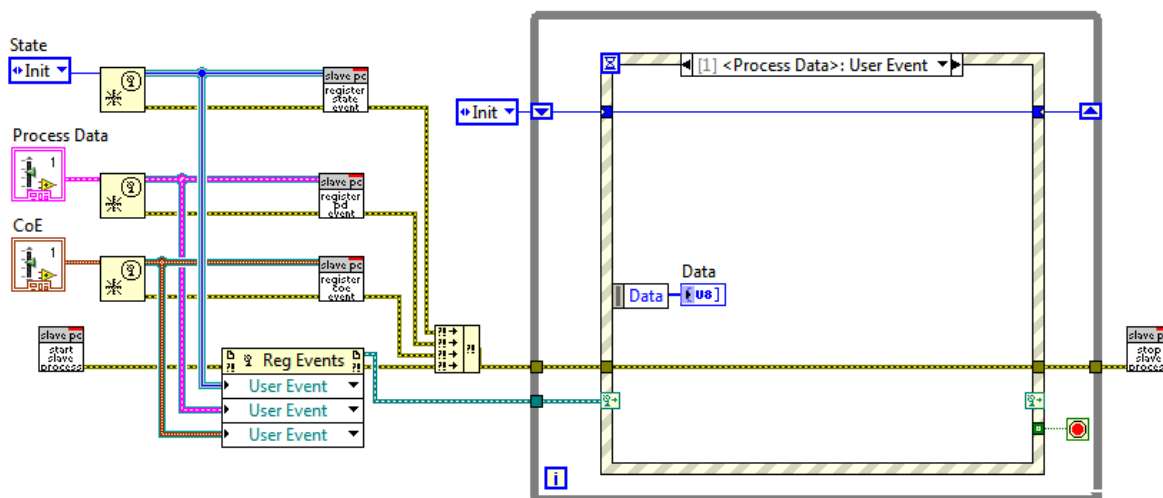 State
Init
slave pc
register
state
event
Process Data
1
slave pc
register
pd
event
CoE
1
slave pc
register
coe
event
slave pc
start
slave
process
Reg Events
User Event
User Event
User Event
Init
[1] <Process Data>: User Event
Data
Data
U8
i
slave p
stop
slave
proces